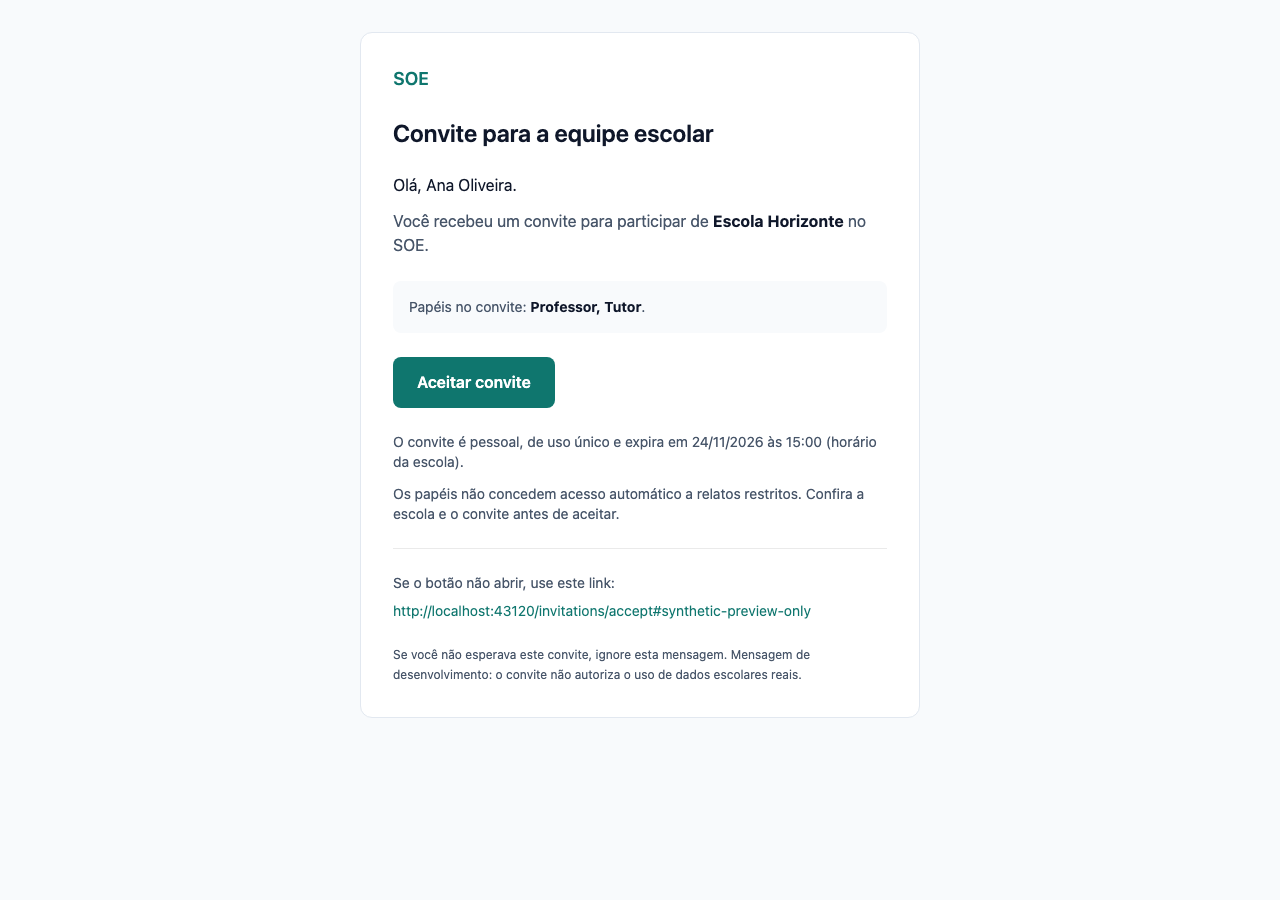 SOE
Convite para a equipe escolar
Olá, Ana Oliveira.
Você recebeu um convite para participar de Escola Horizonte no
SOE.
Papéis no convite: Professor, Tutor.
Aceitar convite
O convite é pessoal, de uso único e expira em 24/11/2026 às 15:00 (horário
da escola).
Os papéis não concedem acesso automático a relatos restritos. Confira a
escola e o convite antes de aceitar.
Se o botão não abrir, use este link:
http://localhost:43120/invitations/accept#synthetic-preview-only
Se você não esperava este convite, ignore esta mensagem. Mensagem de
desenvolvimento: o convite não autoriza o uso de dados escolares reais.